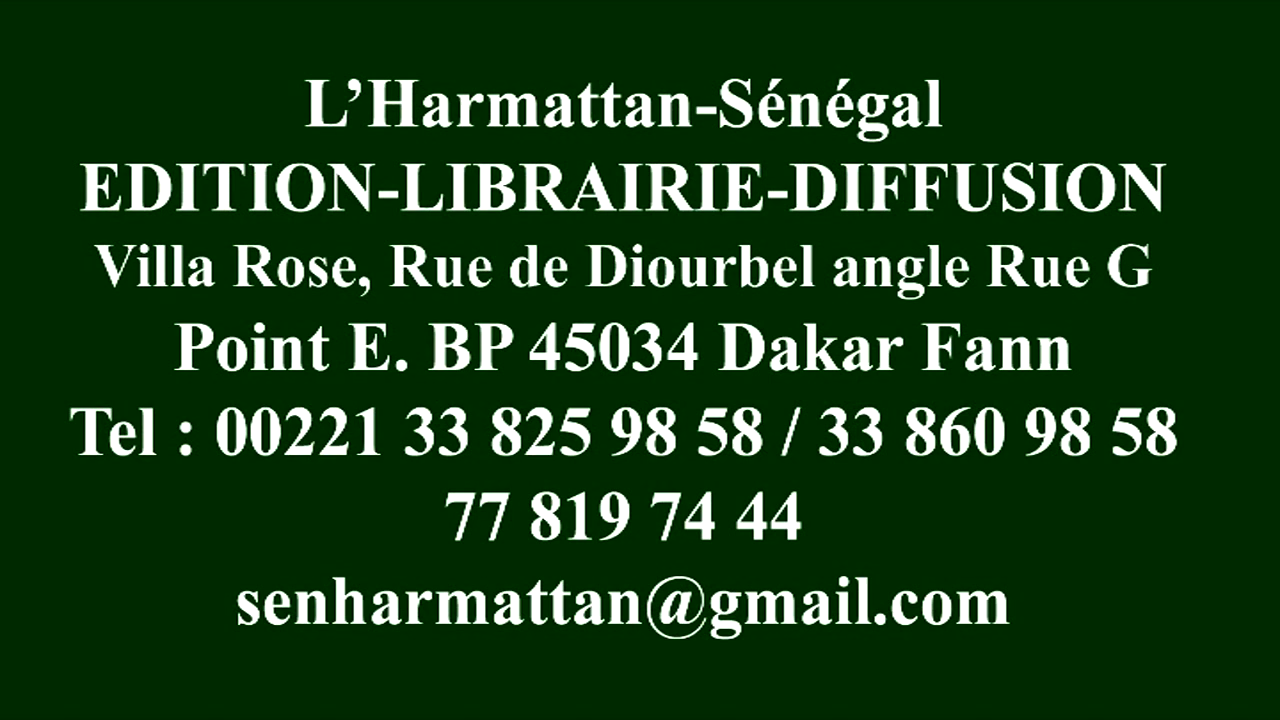 L’Harmattan-Sénégal
EDITION-LIBRAIRIE-DIFFUSION
Villa Rose, Rue de Diourbel angle Rue G
Point E. BP 45034 Dakar Fann
Tel : 00221 33 825 98 58 / 33 860 98 58
77 819 74 44
senharmattan@gmail.com